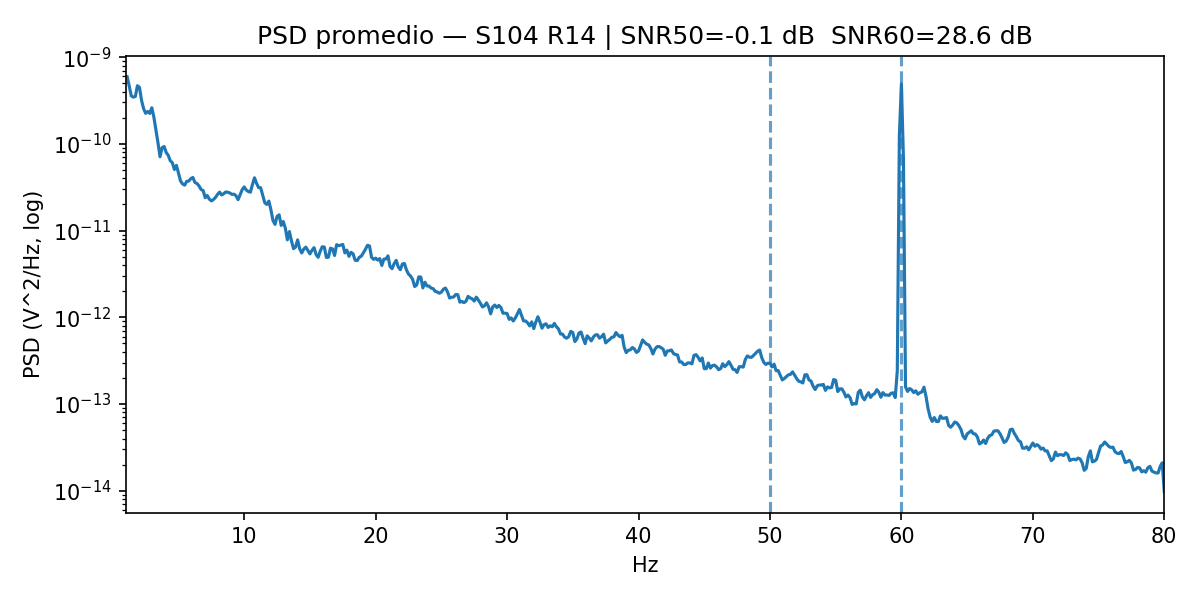 PSD promedio — S104 R14 | SNR50=-0.1 dB  SNR60=28.6 dB
PSD (V^2/Hz, log)
10⁻⁹
10⁻¹⁰
10⁻¹¹
10⁻¹²
10⁻¹³
10⁻¹⁴
10 20 30 40 50 60 70 80
Hz